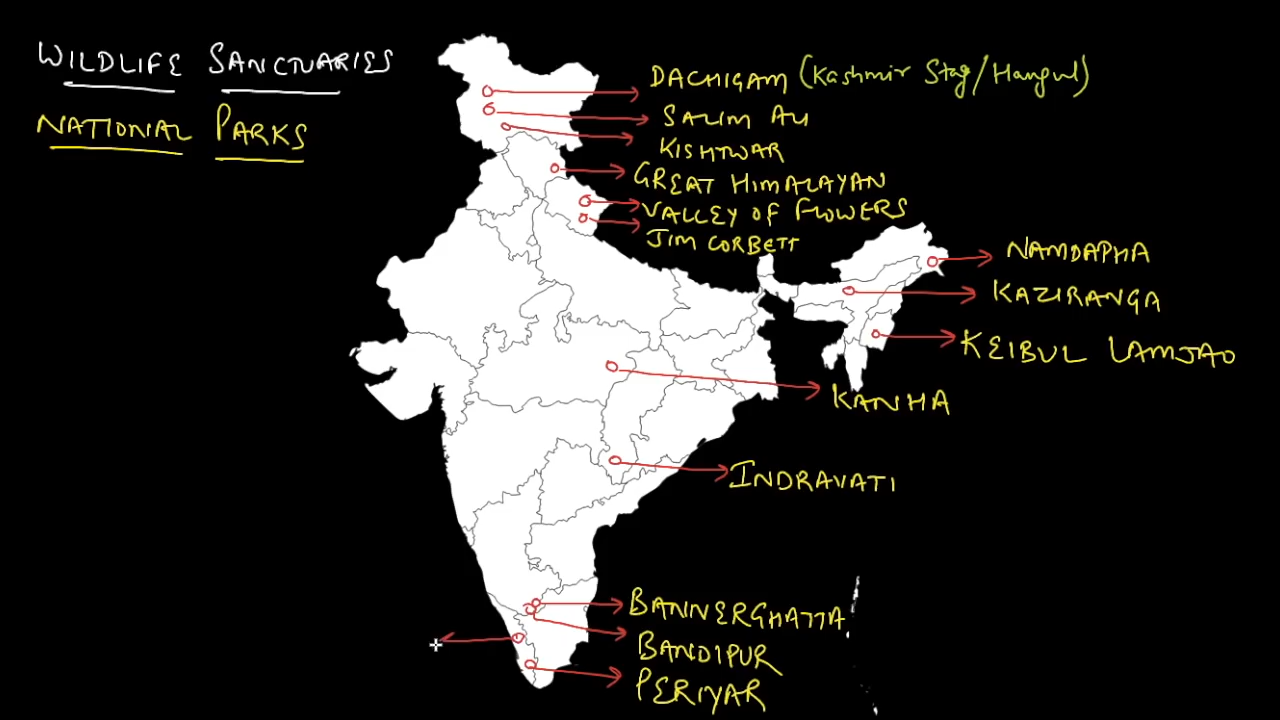 WILDLIFE SANCTUARIES
NATIONAL PARKS
DACHIGAM (Kashmir Stag/Hangul)
SALIM ALI
KISHTWAR
GREAT HIMALAYAN
VALLEY OF FLOWERS
JIM CORBETT
NAMDAPHA
KAZIRANGA
KEIBUL LAMJAO
KANHA
INDRAVATI
BANNERGHATTA
BANDIPUR
PERIYAR